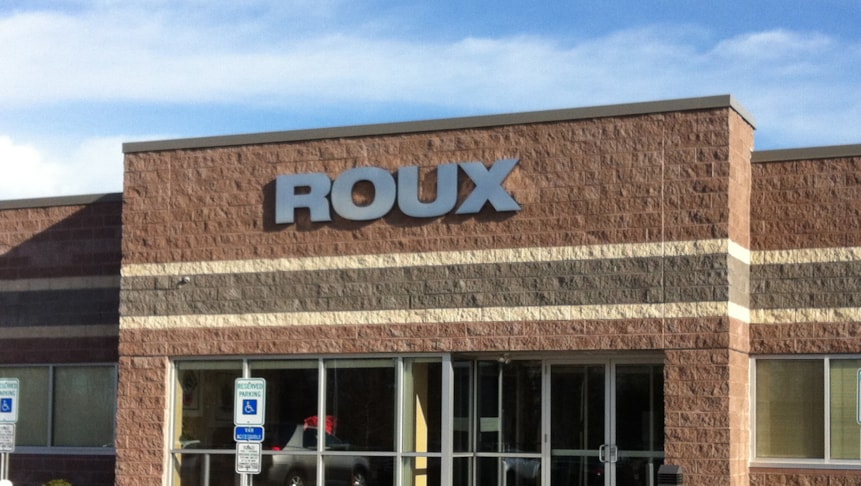 ROUX
RESERVED
PARKING
VAN
ACCESSIBLE